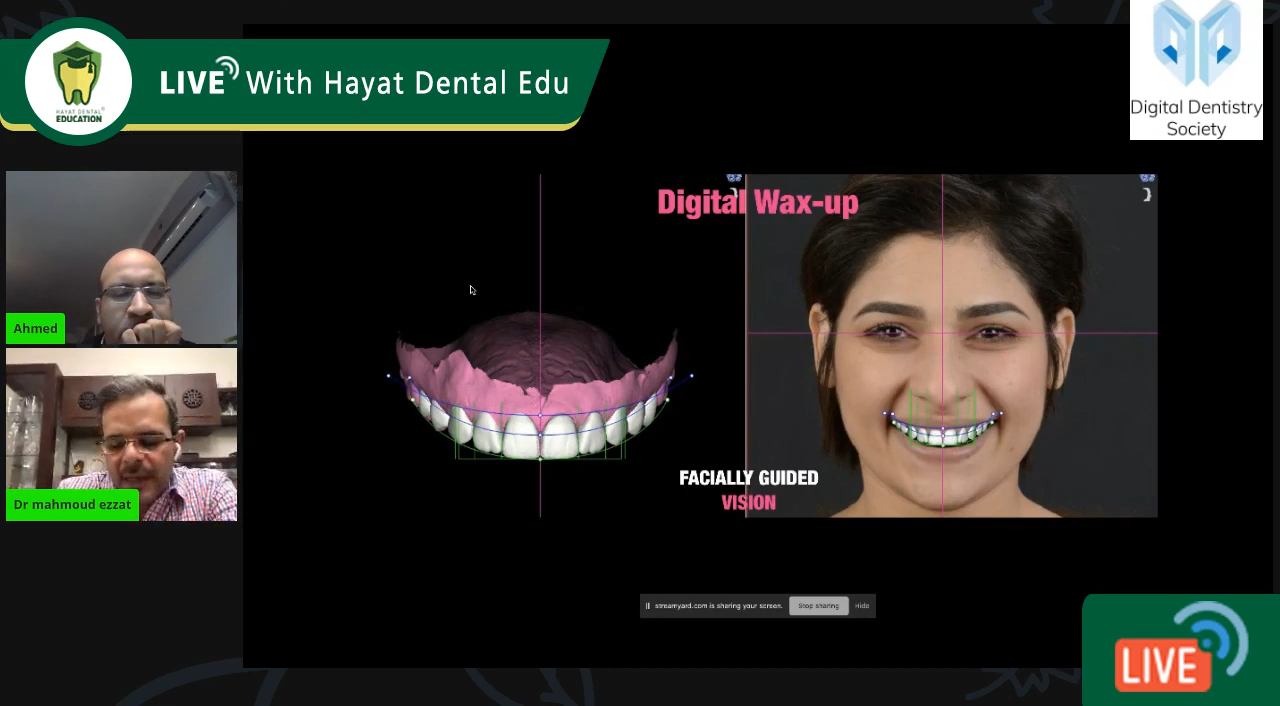 LIVE With Hayat Dental Edu
HAYAT DENTAL
EDUCATION
Digital Dentistry
Society
Digital Wax-up
Ahmed
FACIALLY GUIDED
VISION
Dr mahmoud ezzat
streamyard.com is sharing your screen. Stop sharing Hide
LIVE